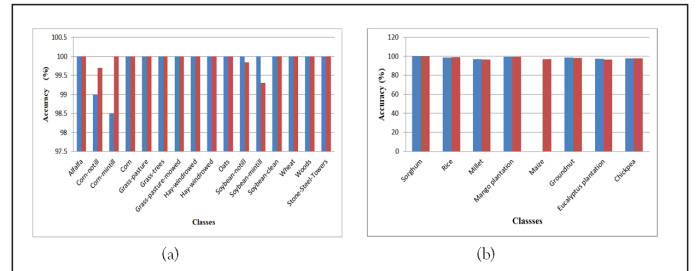 100.5
100
99.5
99
98.5
98
97.5
Accuracy (%)
Alfalfa
Corn-notill
Corn-mintill
Corn
Grass-pasture
Grass-trees
Grass-pasture-mowed
Hay-windrowed
Hay-windrowed
Oats
Soybean-notill
Soybean-mintill
Soybean-clean
Wheat
Woods
Stone-Steel-Towers
Classes
(a)
120
100
80
60
40
20
0
Accuracy (%)
Sorghum
Rice
Millet
Mango plantation
Maize
Groundnut
Eucalyptus plantation
Chickpea
Classses
(b)